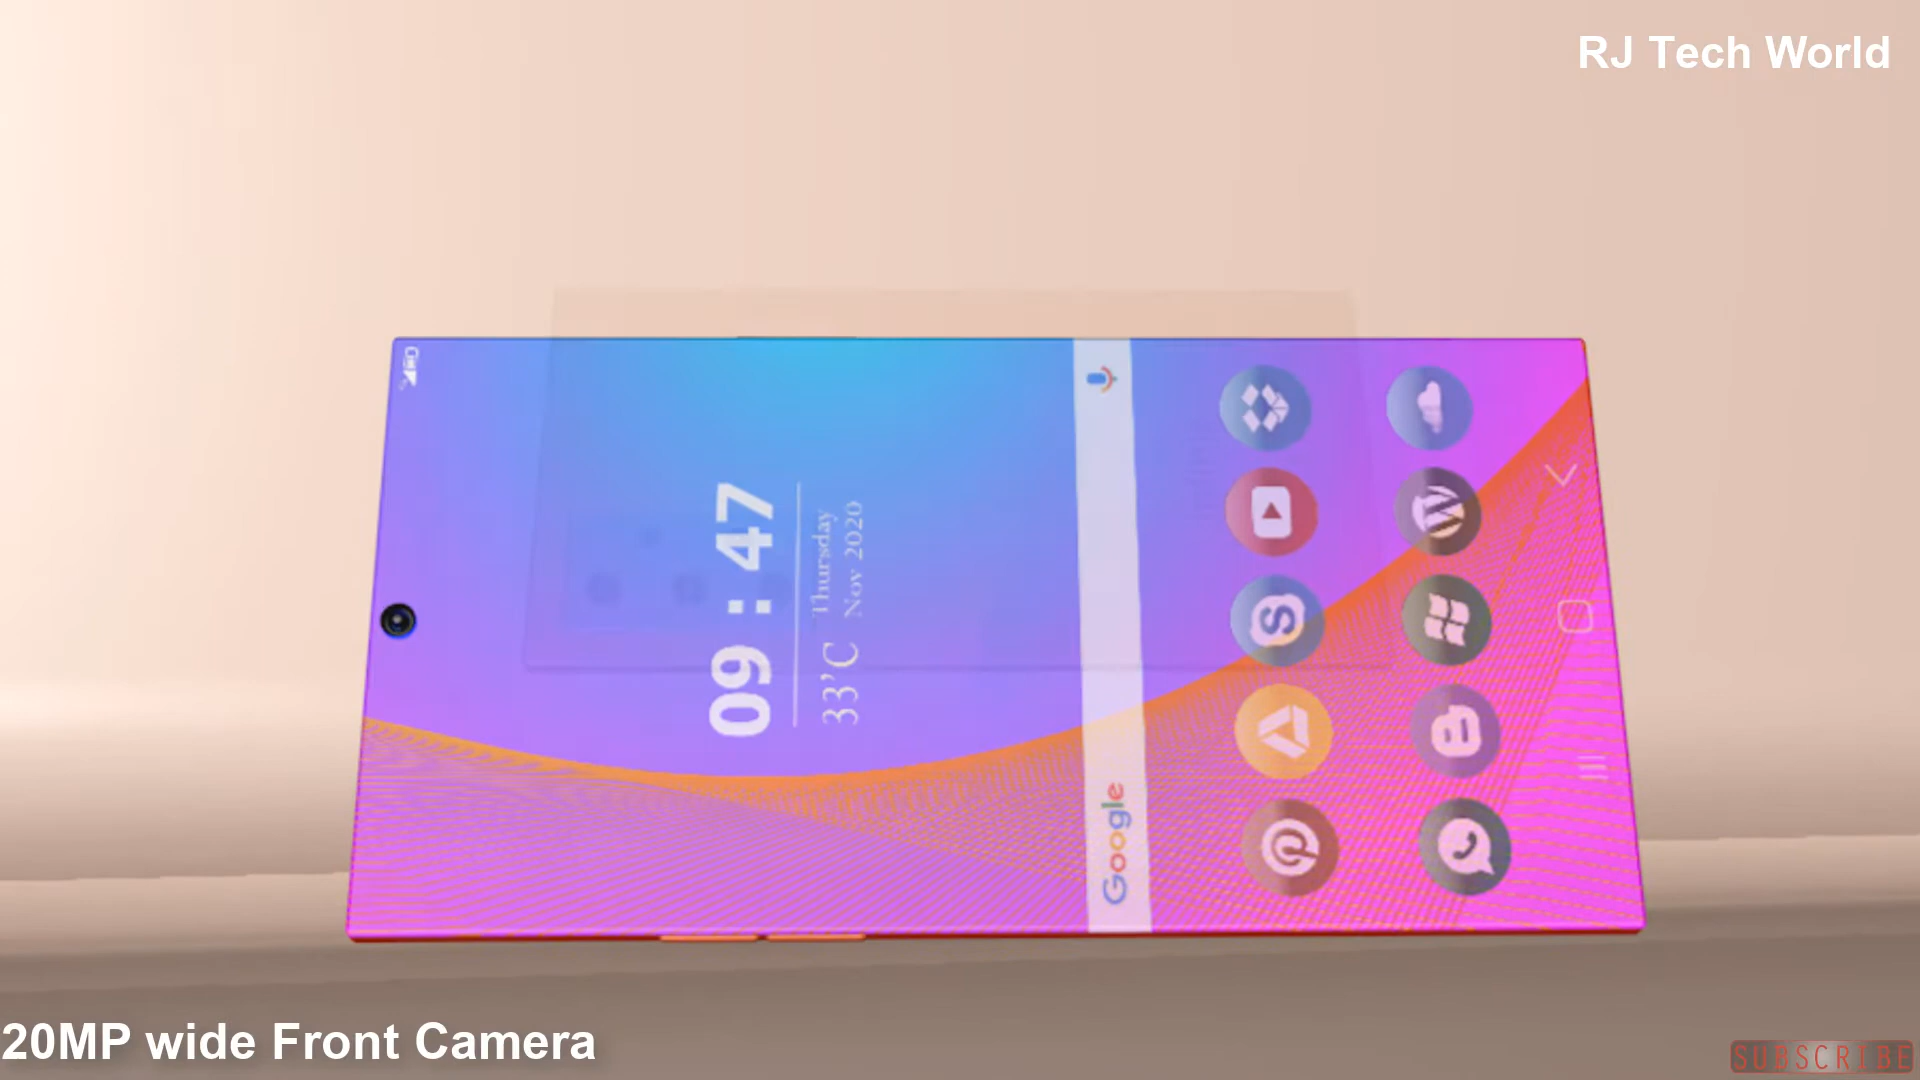 RJ Tech World
09 : 47
Thursday
33'C Nov 2020
Google
20MP wide Front Camera
SUBSCRIBE